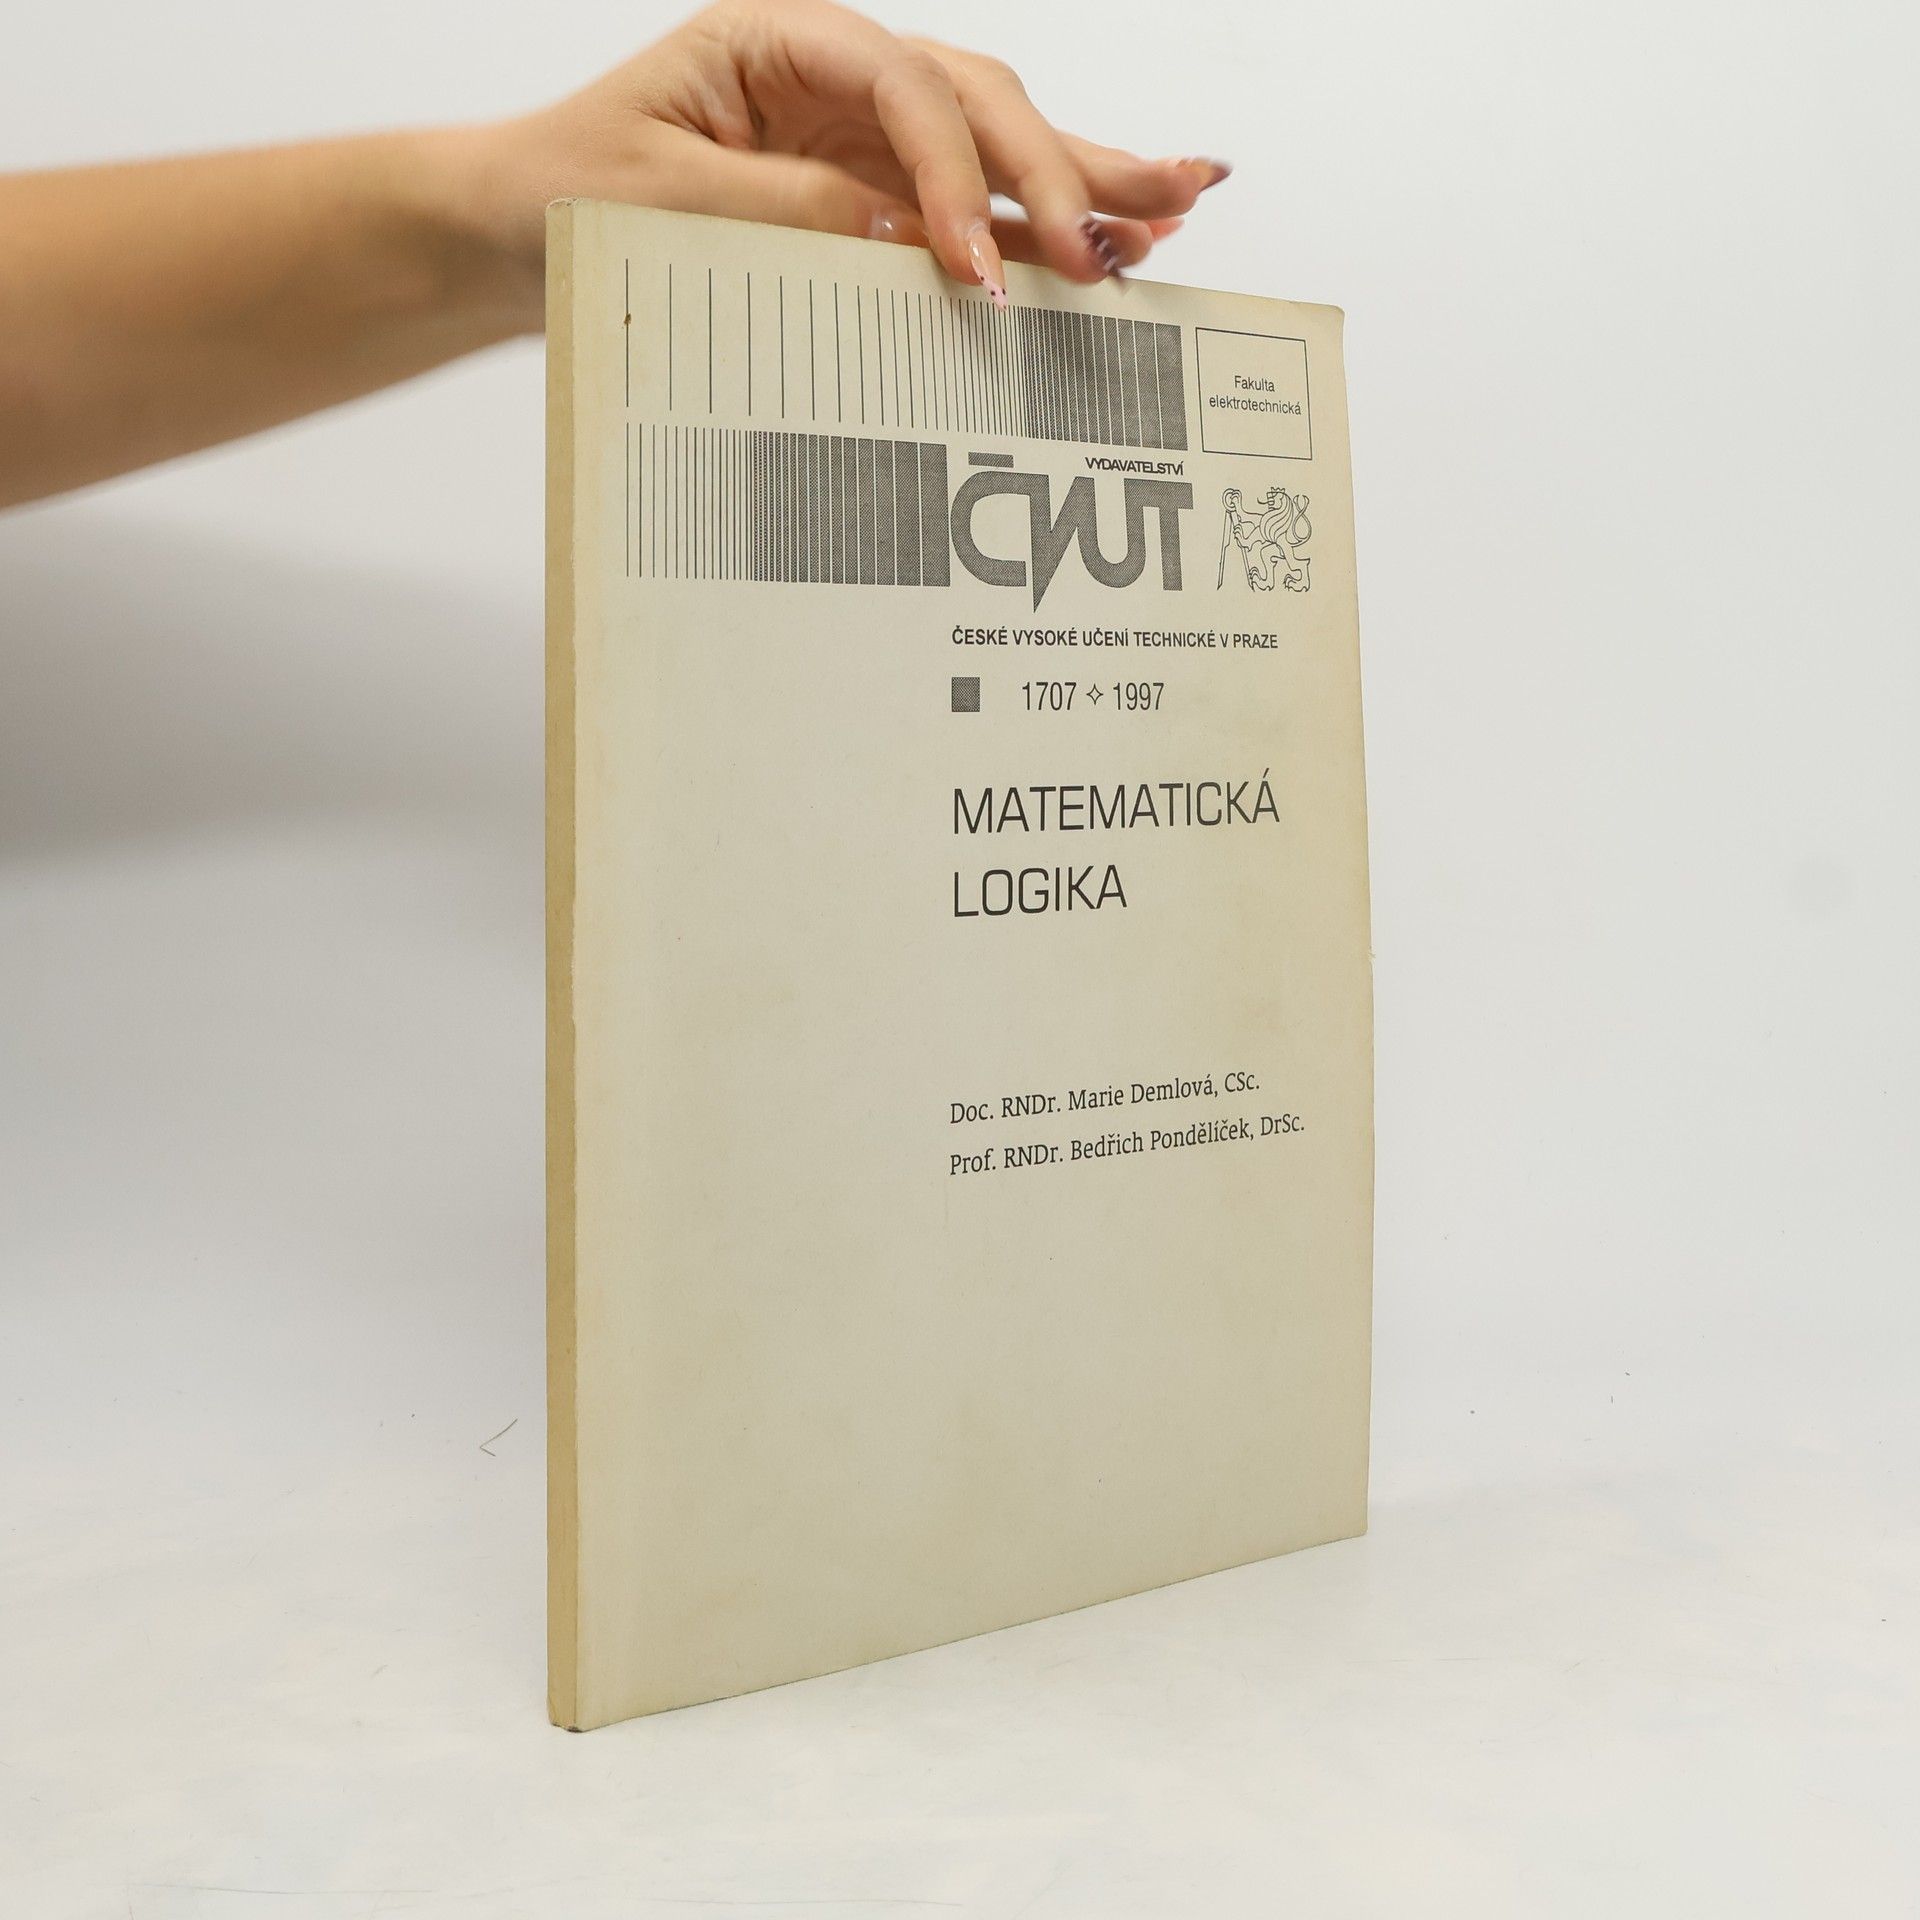 Fakulta
elektrotechnická
VYDAVATELSTVÍ
ČVUT
ČESKÉ VYSOKÉ UČENÍ TECHNICKÉ V PRAZE
1707 ✧ 1997
MATEMATICKÁ
LOGIKA
Doc. RNDr. Marie Demlová, CSc.
Prof. RNDr. Bedřich Pondělíček, DrSc.